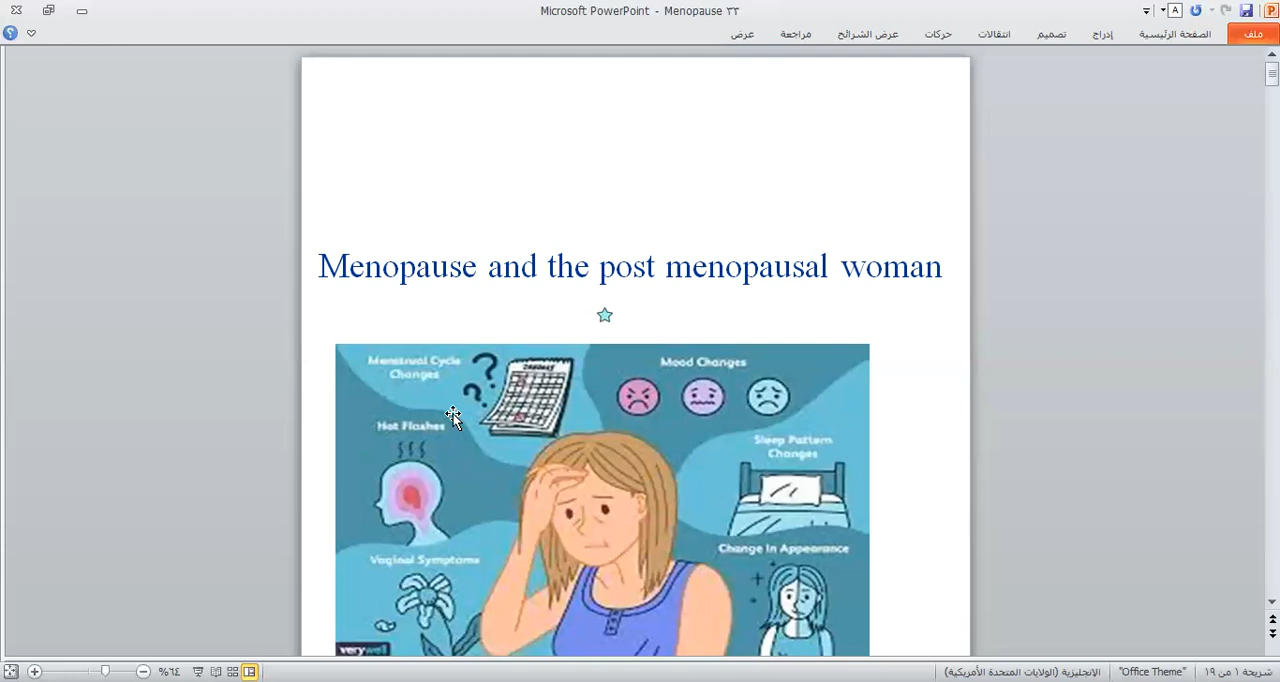 Microsoft PowerPoint - Menopause ٣٣
ملف الصفحة الرئيسية إدراج تصميم انتقالات حركات عرض الشرائح مراجعة عرض
Menopause and the post menopausal woman
Menstrual Cycle
Changes
JANUARY
Mood Changes
Hot Flashes
Sleep Pattern
Changes
Vaginal Symptoms
Change In Appearance
verywell
شريحة ١ من ١٩ "Office Theme" الإنجليزية (الولايات المتحدة الأمريكية) ٦٤%